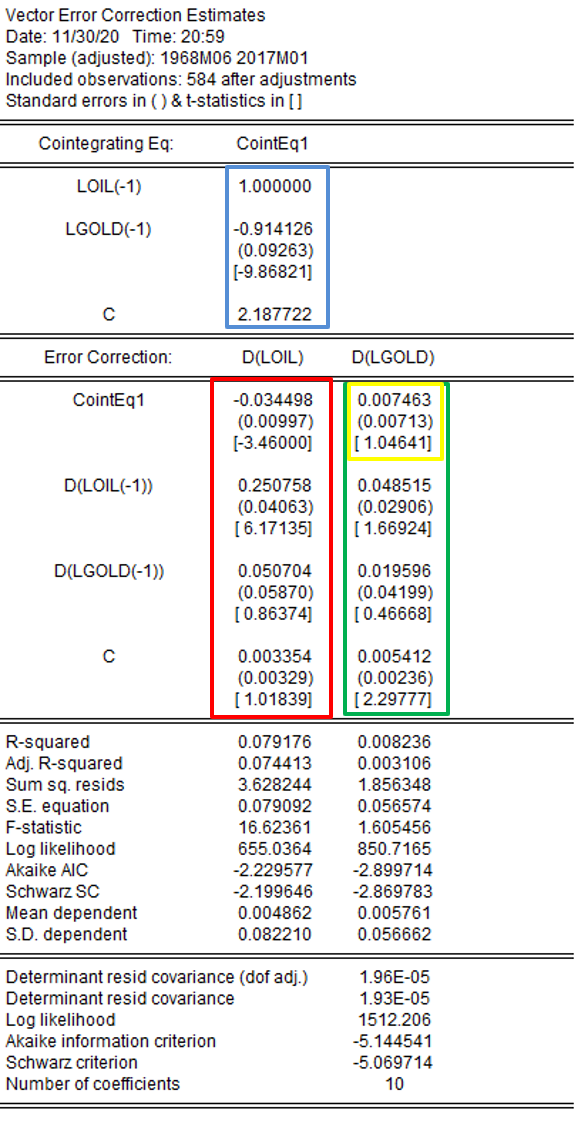 Vector Error Correction Estimates
Date: 11/30/20 Time: 20:59
Sample (adjusted): 1968M06 2017M01
Included observations: 584 after adjustments
Standard errors in ( ) & t-statistics in [ ]
Cointegrating Eq: CointEq1
LOIL(-1) 1.000000
LGOLD(-1) -0.914126
(0.09263)
[-9.86821]
C 2.187722
Error Correction: D(LOIL) D(LGOLD)
CointEq1 -0.034498 0.007463
(0.00997) (0.00713)
[-3.46000] [ 1.04641]
D(LOIL(-1)) 0.250758 0.048515
(0.04063) (0.02906)
[ 6.17135] [ 1.66924]
D(LGOLD(-1)) 0.050704 0.019596
(0.05870) (0.04199)
[ 0.86374] [ 0.46668]
C 0.003354 0.005412
(0.00329) (0.00236)
[ 1.01839] [ 2.29777]
R-squared 0.079176 0.008236
Adj. R-squared 0.074413 0.003106
Sum sq. resids 3.628244 1.856348
S.E. equation 0.079092 0.056574
F-statistic 16.62361 1.605456
Log likelihood 655.0364 850.7165
Akaike AIC -2.229577 -2.899714
Schwarz SC -2.199646 -2.869783
Mean dependent 0.004862 0.005761
S.D. dependent 0.082210 0.056662
Determinant resid covariance (dof adj.) 1.96E-05
Determinant resid covariance 1.93E-05
Log likelihood 1512.206
Akaike information criterion -5.144541
Schwarz criterion -5.069714
Number of coefficients 10